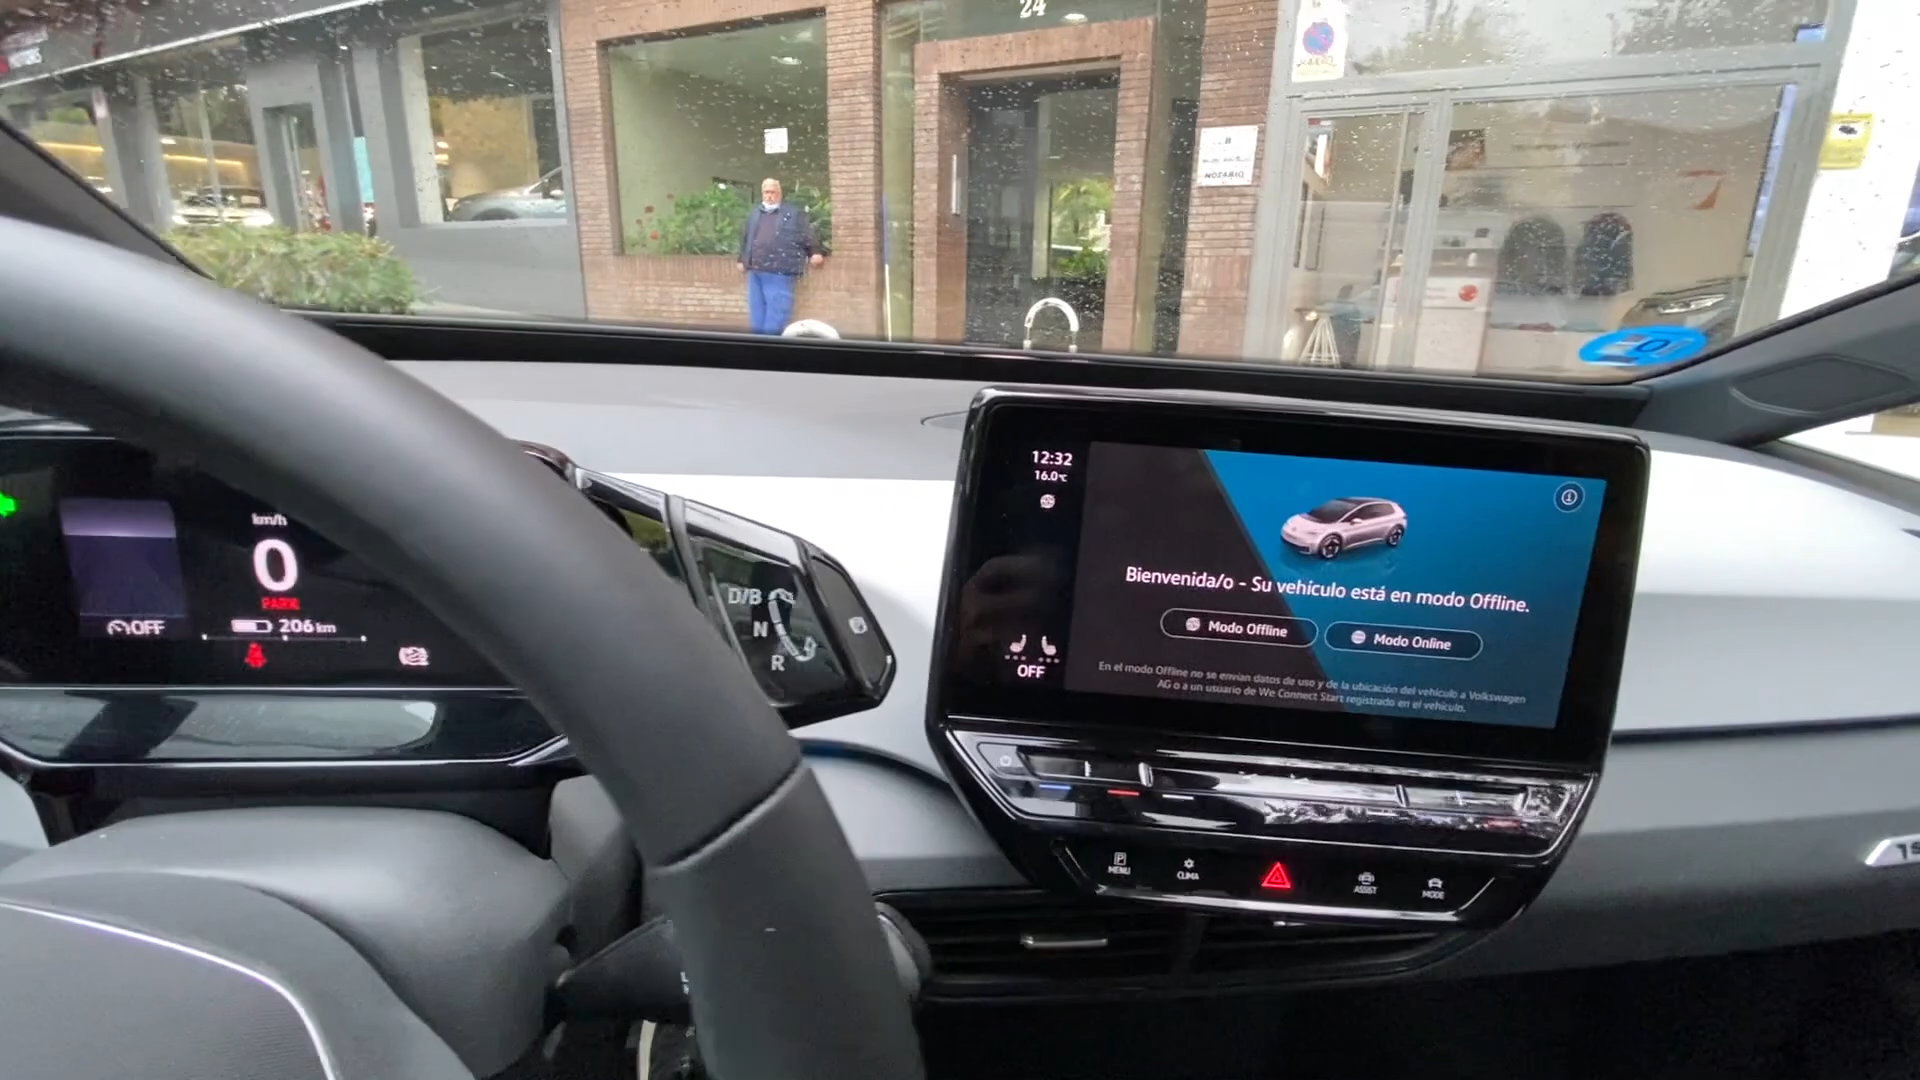 24
NOTARIO
12:32
16.0°C
Bienvenida/o - Su vehículo está en modo Offline.
Modo Offline
Modo Online
En el modo Offline no se envían datos de uso y de la ubicación del vehículo a Volkswagen
AG o a un usuario de We Connect Start registrado en el vehículo.
OFF
km/h
0
PARK
OFF
206 km
D/B
N
R
MENU
CLIMA
ASSIST
MODE